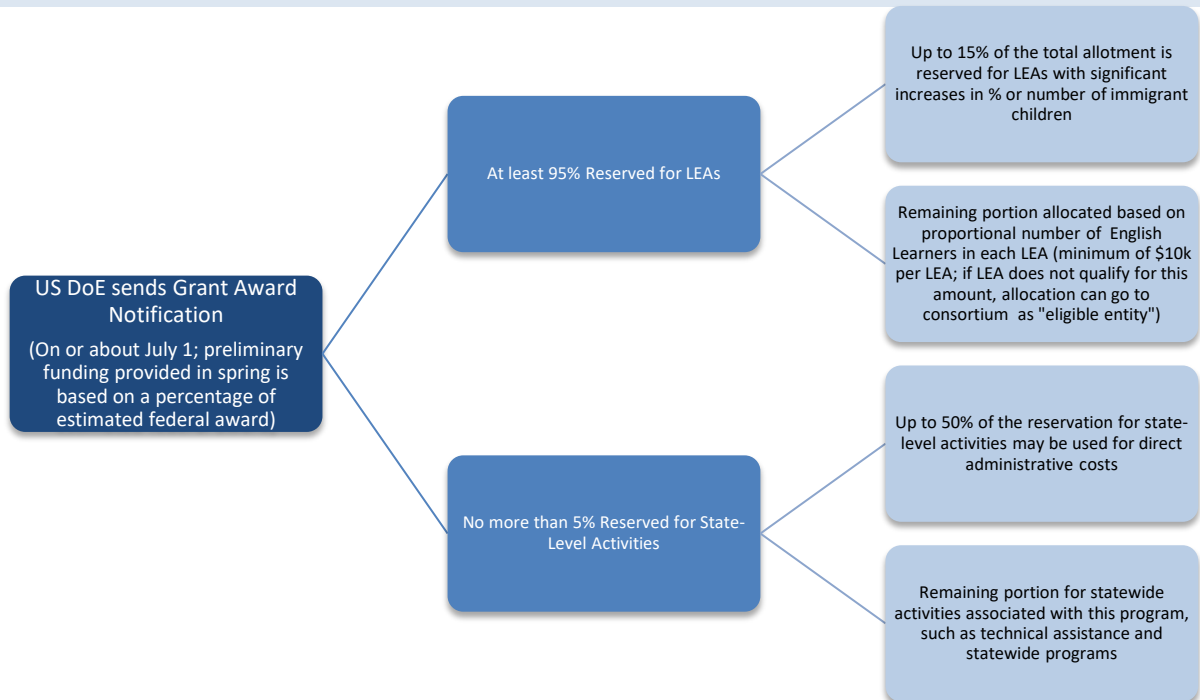 US DoE sends Grant Award
Notification
(On or about July 1; preliminary
funding provided in spring is
based on a percentage of
estimated federal award)
At least 95% Reserved for LEAs
Up to 15% of the total allotment is
reserved for LEAs with significant
increases in % or number of immigrant
children
Remaining portion allocated based on
proportional number of English
Learners in each LEA (minimum of $10k
per LEA; if LEA does not qualify for this
amount, allocation can go to
consortium as "eligible entity")
No more than 5% Reserved for State-
Level Activities
Up to 50% of the reservation for state-
level activities may be used for direct
administrative costs
Remaining portion for statewide
activities associated with this program,
such as technical assistance and
statewide programs